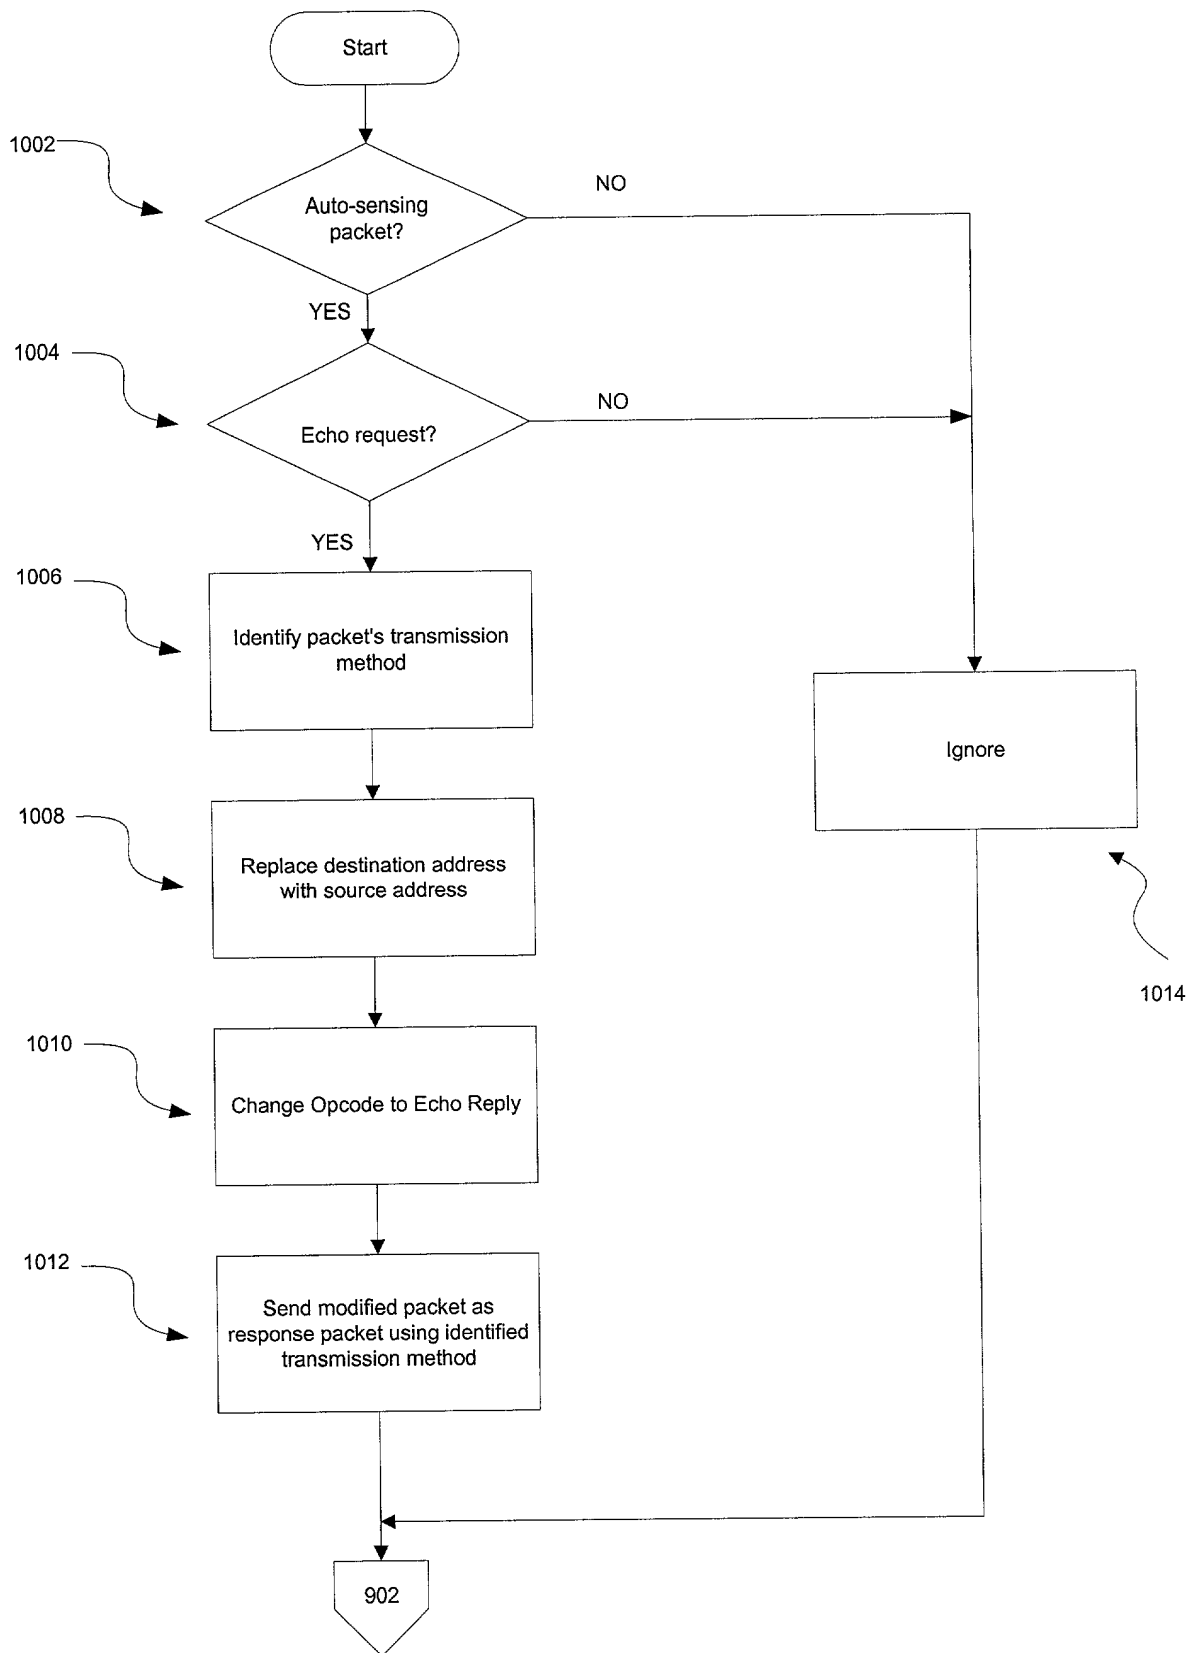 Start
1002
NO
Auto-sensing
packet?
YES
1004
NO
Echo request?
YES
1006
Identify packet's transmission
method
Ignore
1008
Replace destination address
with source address
1014
1010
Change Opcode to Echo Reply
1012
Send modified packet as
response packet using identified
transmission method
902